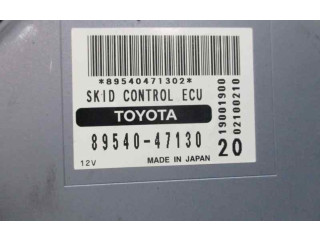 *89540471302*
SKID CONTROL ECU
TOYOTA
89540-47130
12V
MADE IN JAPAN
20
19001900
02100210